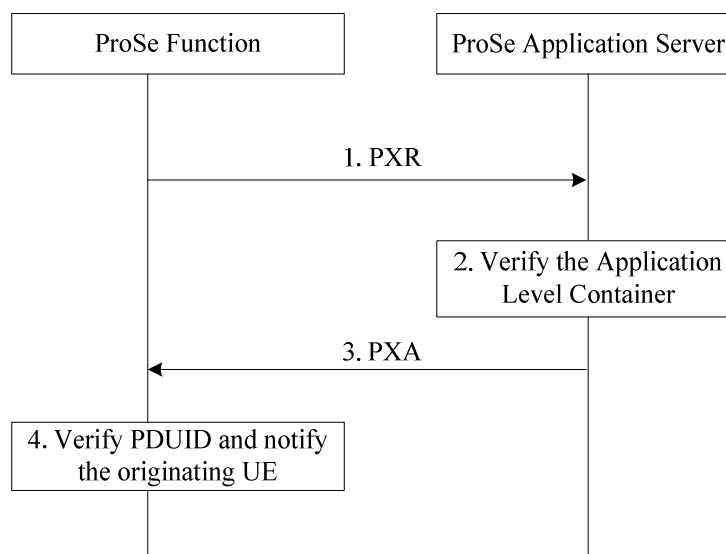 ProSe Function
ProSe Application Server
1. PXR
2. Verify the Application
Level Container
3. PXA
4. Verify PDUID and notify
the originating UE